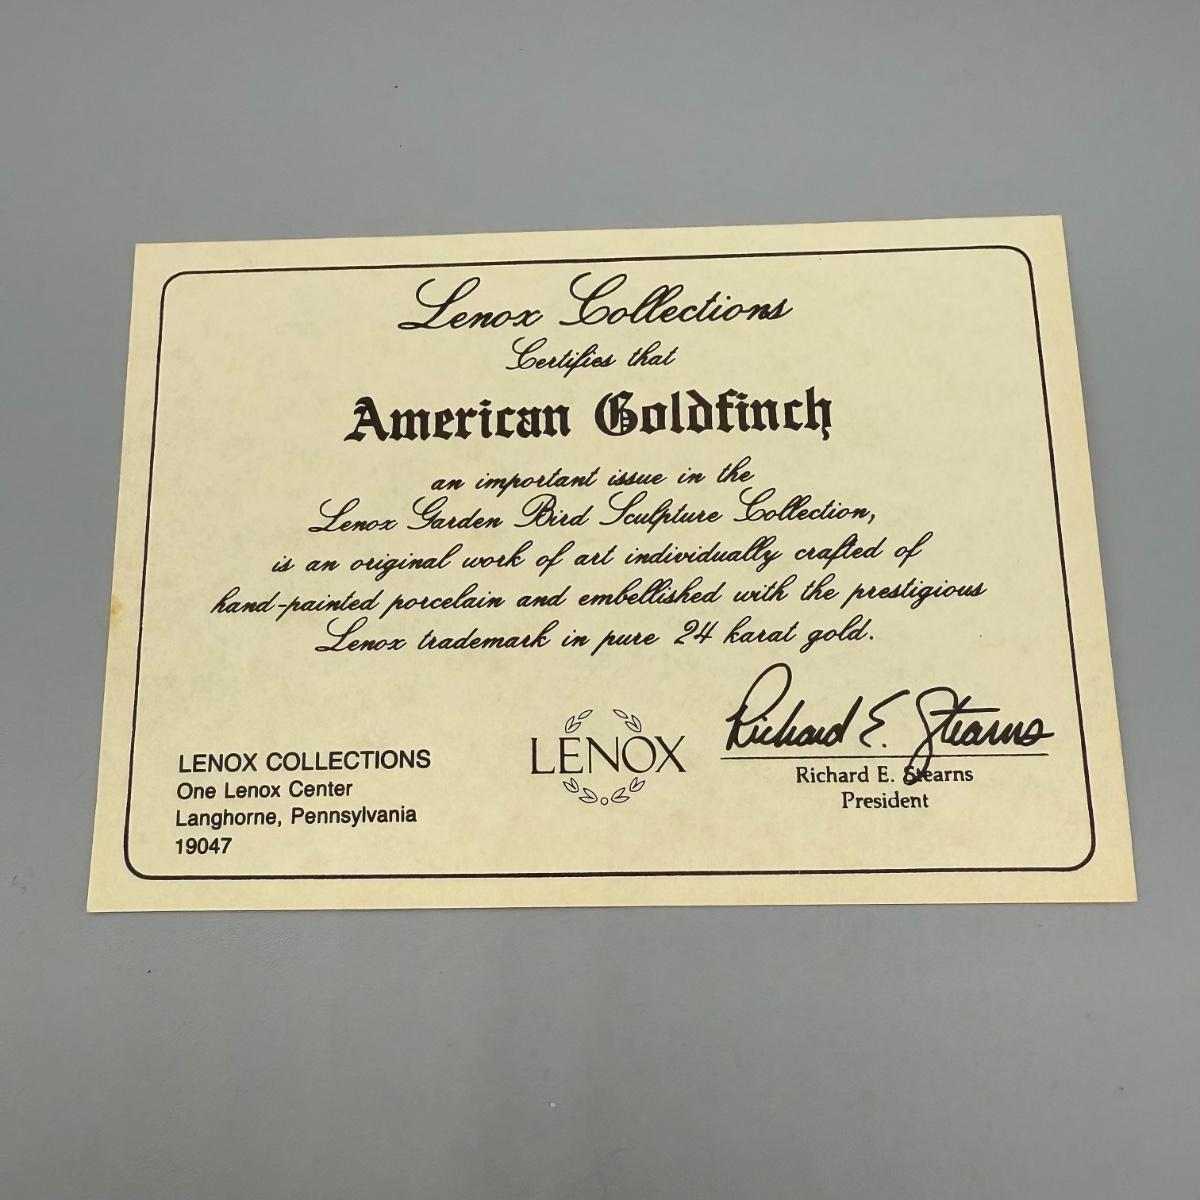 Lenox Collections
Certifies that
American Goldfinch
an important issue in the
Lenox Garden Bird Sculpture Collection,
is an original work of art individually crafted of
hand-painted porcelain and embellished with the prestigious
Lenox trademark in pure 24 karat gold.
LENOX COLLECTIONS
One Lenox Center
Langhorne, Pennsylvania
19047
LENOX
Richard E. Stearns
Richard E. Stearns
President